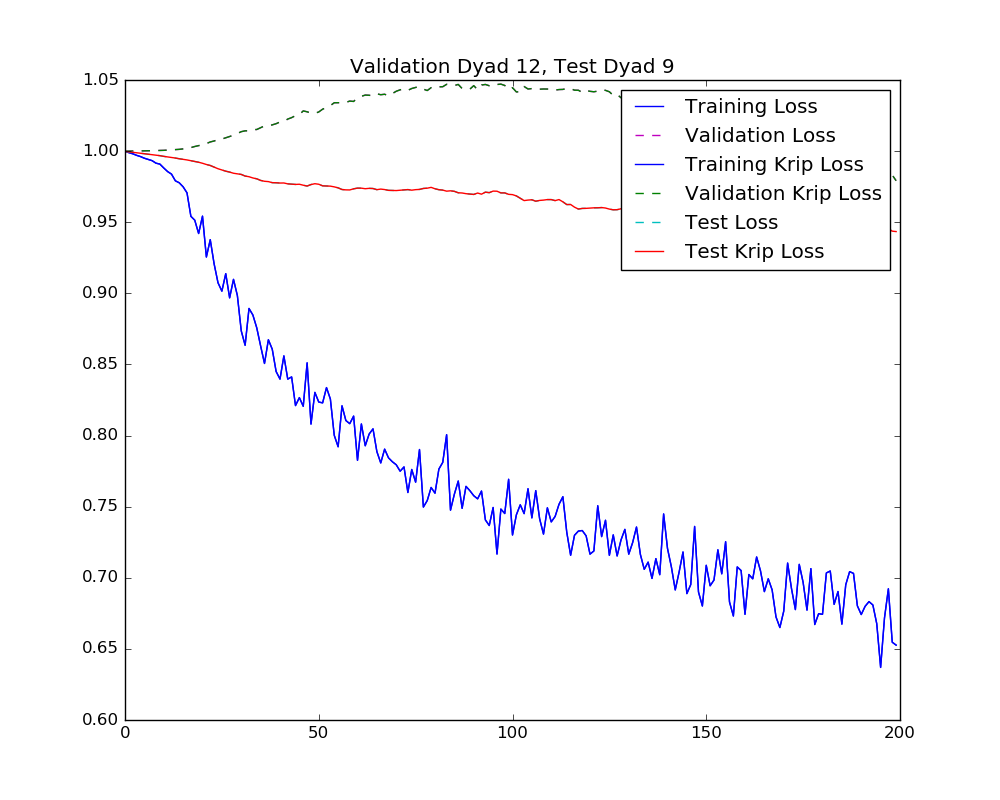 Validation Dyad 12, Test Dyad 9
1.05
1.00
0.95
0.90
0.85
0.80
0.75
0.70
0.65
0.60
Training Loss
Validation Loss
Training Krip Loss
Validation Krip Loss
Test Loss
Test Krip Loss
0 50 100 150 200